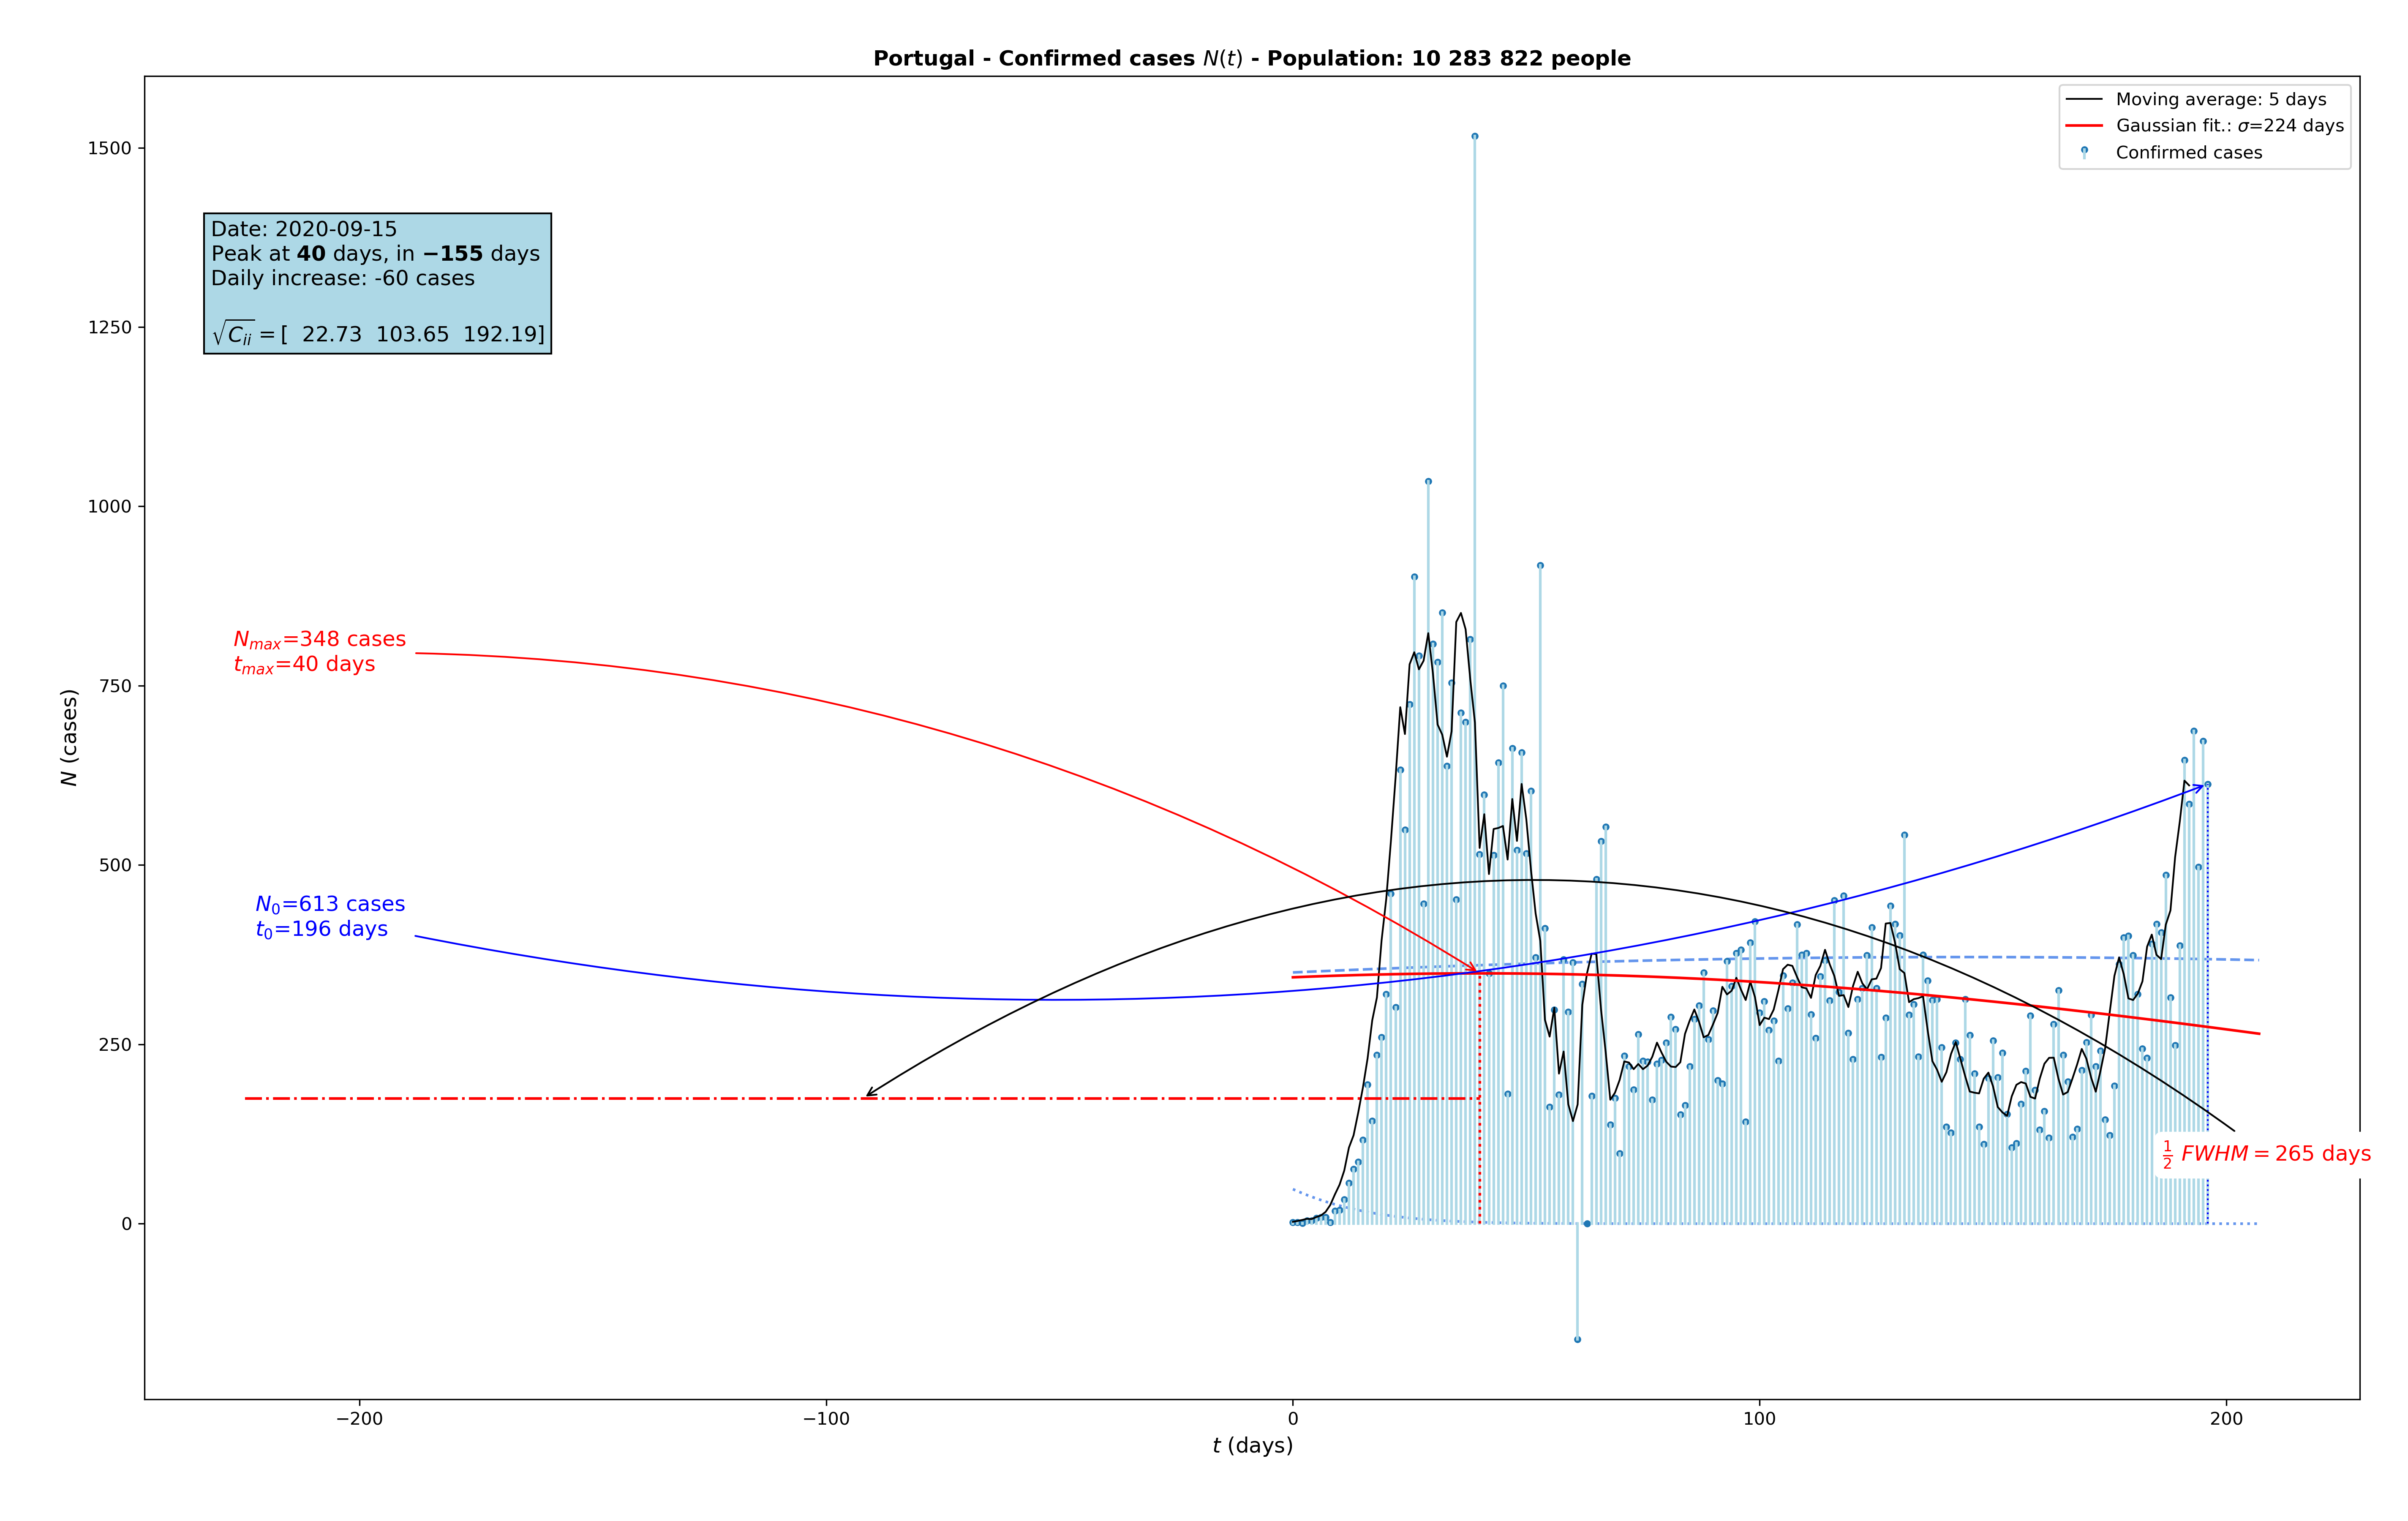 Portugal - Confirmed cases N(t) - Population: 10 283 822 people
Moving average: 5 days
Gaussian fit.: σ=224 days
Confirmed cases
Date: 2020-09-15
Peak at 40 days, in −155 days
Daily increase: -60 cases
√Cᵢᵢ = [ 22.73 103.65 192.19]
N_max=348 cases
t_max=40 days
N₀=613 cases
t₀=196 days
½ FWHM = 265 days
N (cases)
1500
1250
1000
750
500
250
0
−200
−100
0
100
200
t (days)